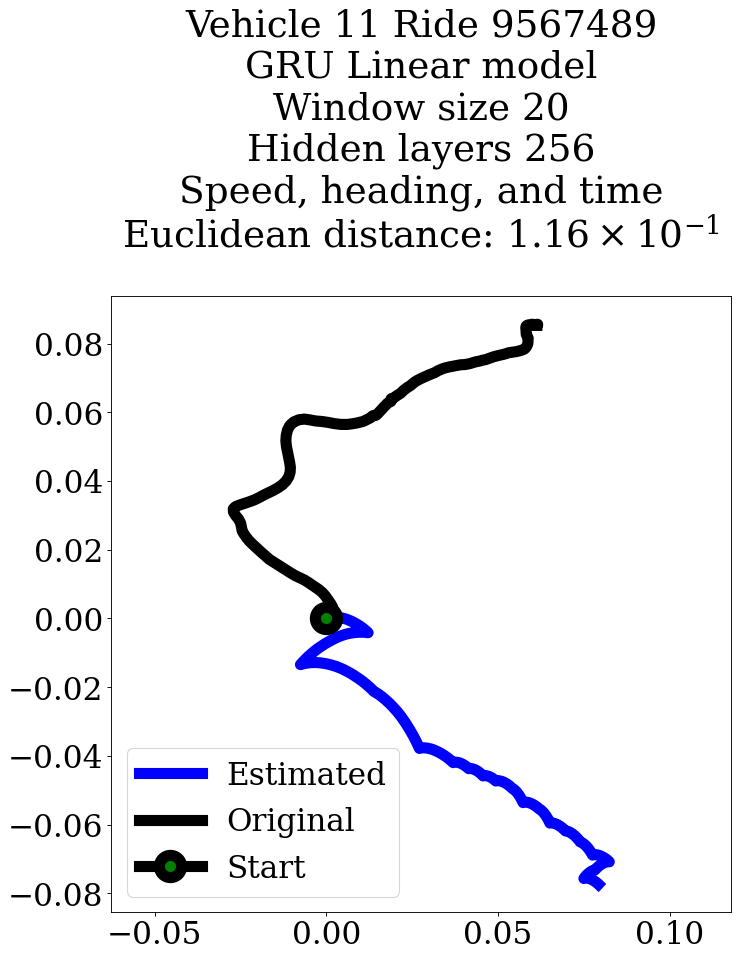 Vehicle 11 Ride 9567489
GRU Linear model
Window size 20
Hidden layers 256
Speed, heading, and time
Euclidean distance: 1.16 × 10⁻¹
0.08
0.06
0.04
0.02
0.00
−0.02
−0.04
−0.06
−0.08
Estimated
Original
Start
−0.05 0.00 0.05 0.10